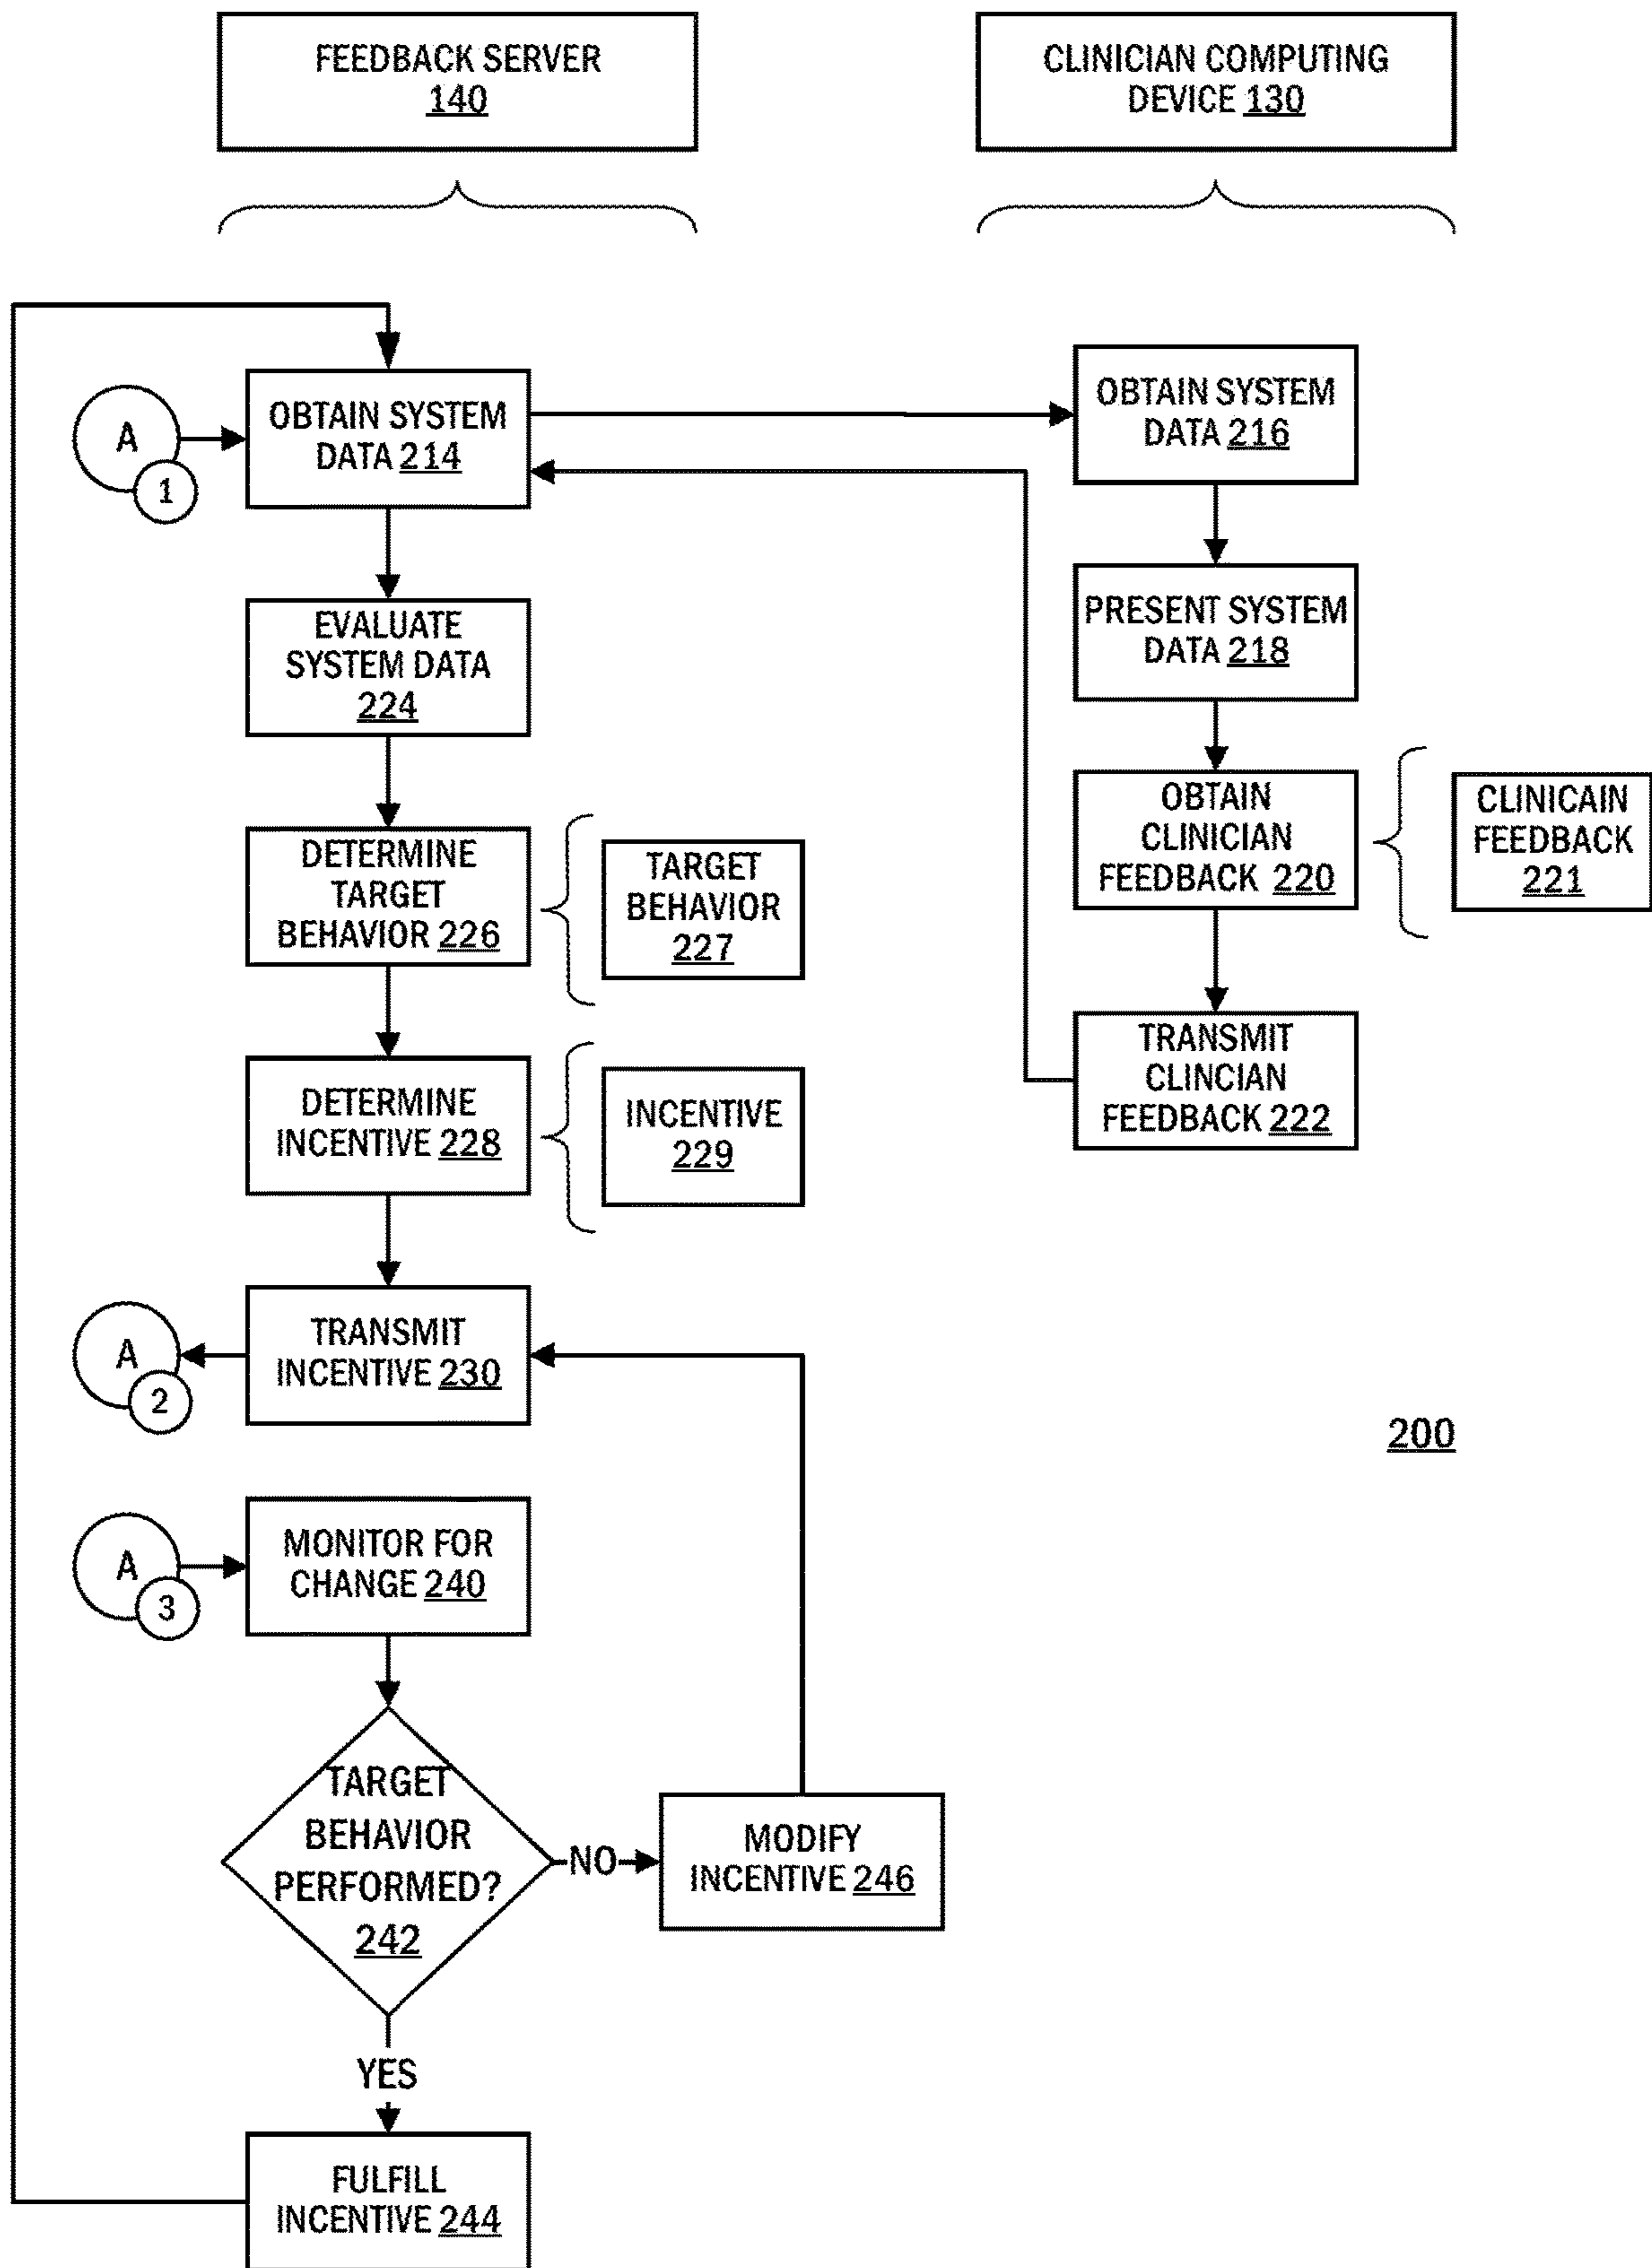 FEEDBACK SERVER
140
CLINICIAN COMPUTING
DEVICE 130
A
1
OBTAIN SYSTEM
DATA 214
OBTAIN SYSTEM
DATA 216
EVALUATE
SYSTEM DATA
224
PRESENT SYSTEM
DATA 218
DETERMINE
TARGET
BEHAVIOR 226
TARGET
BEHAVIOR
227
OBTAIN
CLINICIAN
FEEDBACK 220
CLINICAIN
FEEDBACK
221
DETERMINE
INCENTIVE 228
INCENTIVE
229
TRANSMIT
CLINCIAN
FEEDBACK 222
A
2
TRANSMIT
INCENTIVE 230
200
A
3
MONITOR FOR
CHANGE 240
TARGET
BEHAVIOR
PERFORMED?
242
NO
MODIFY
INCENTIVE 246
YES
FULFILL
INCENTIVE 244